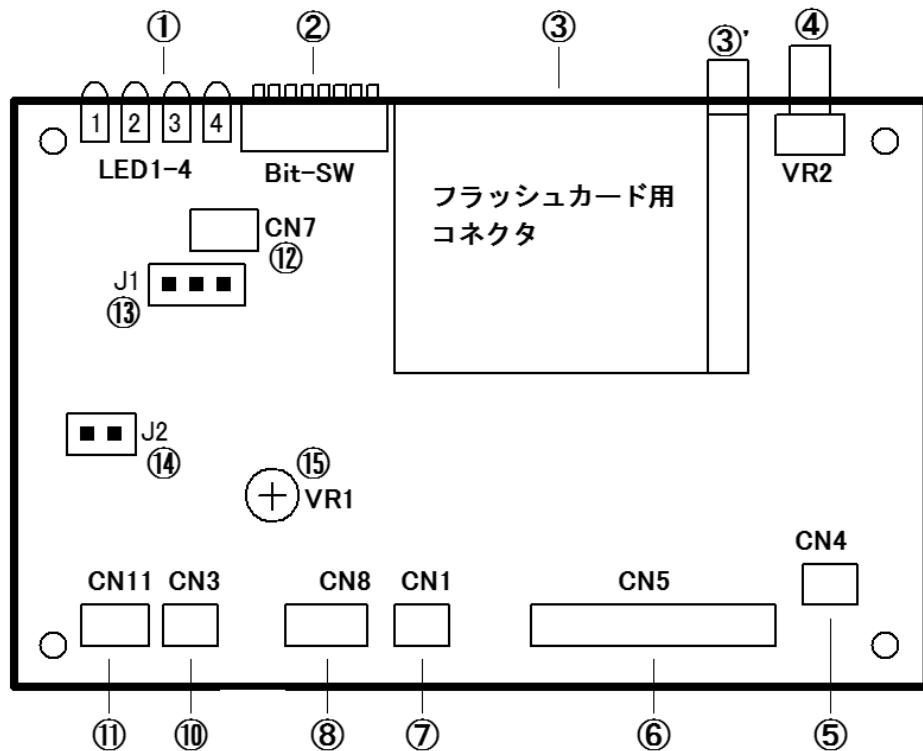 ① ② ③ ③' ④
1 2 3 4
LED1-4 Bit-SW VR2
フラッシュカード用
コネクタ
CN7
⑫
J1
⑬
J2
⑭
⑮
VR1
CN4
CN11 CN3 CN8 CN1 CN5
⑪ ⑩ ⑧ ⑦ ⑥ ⑤